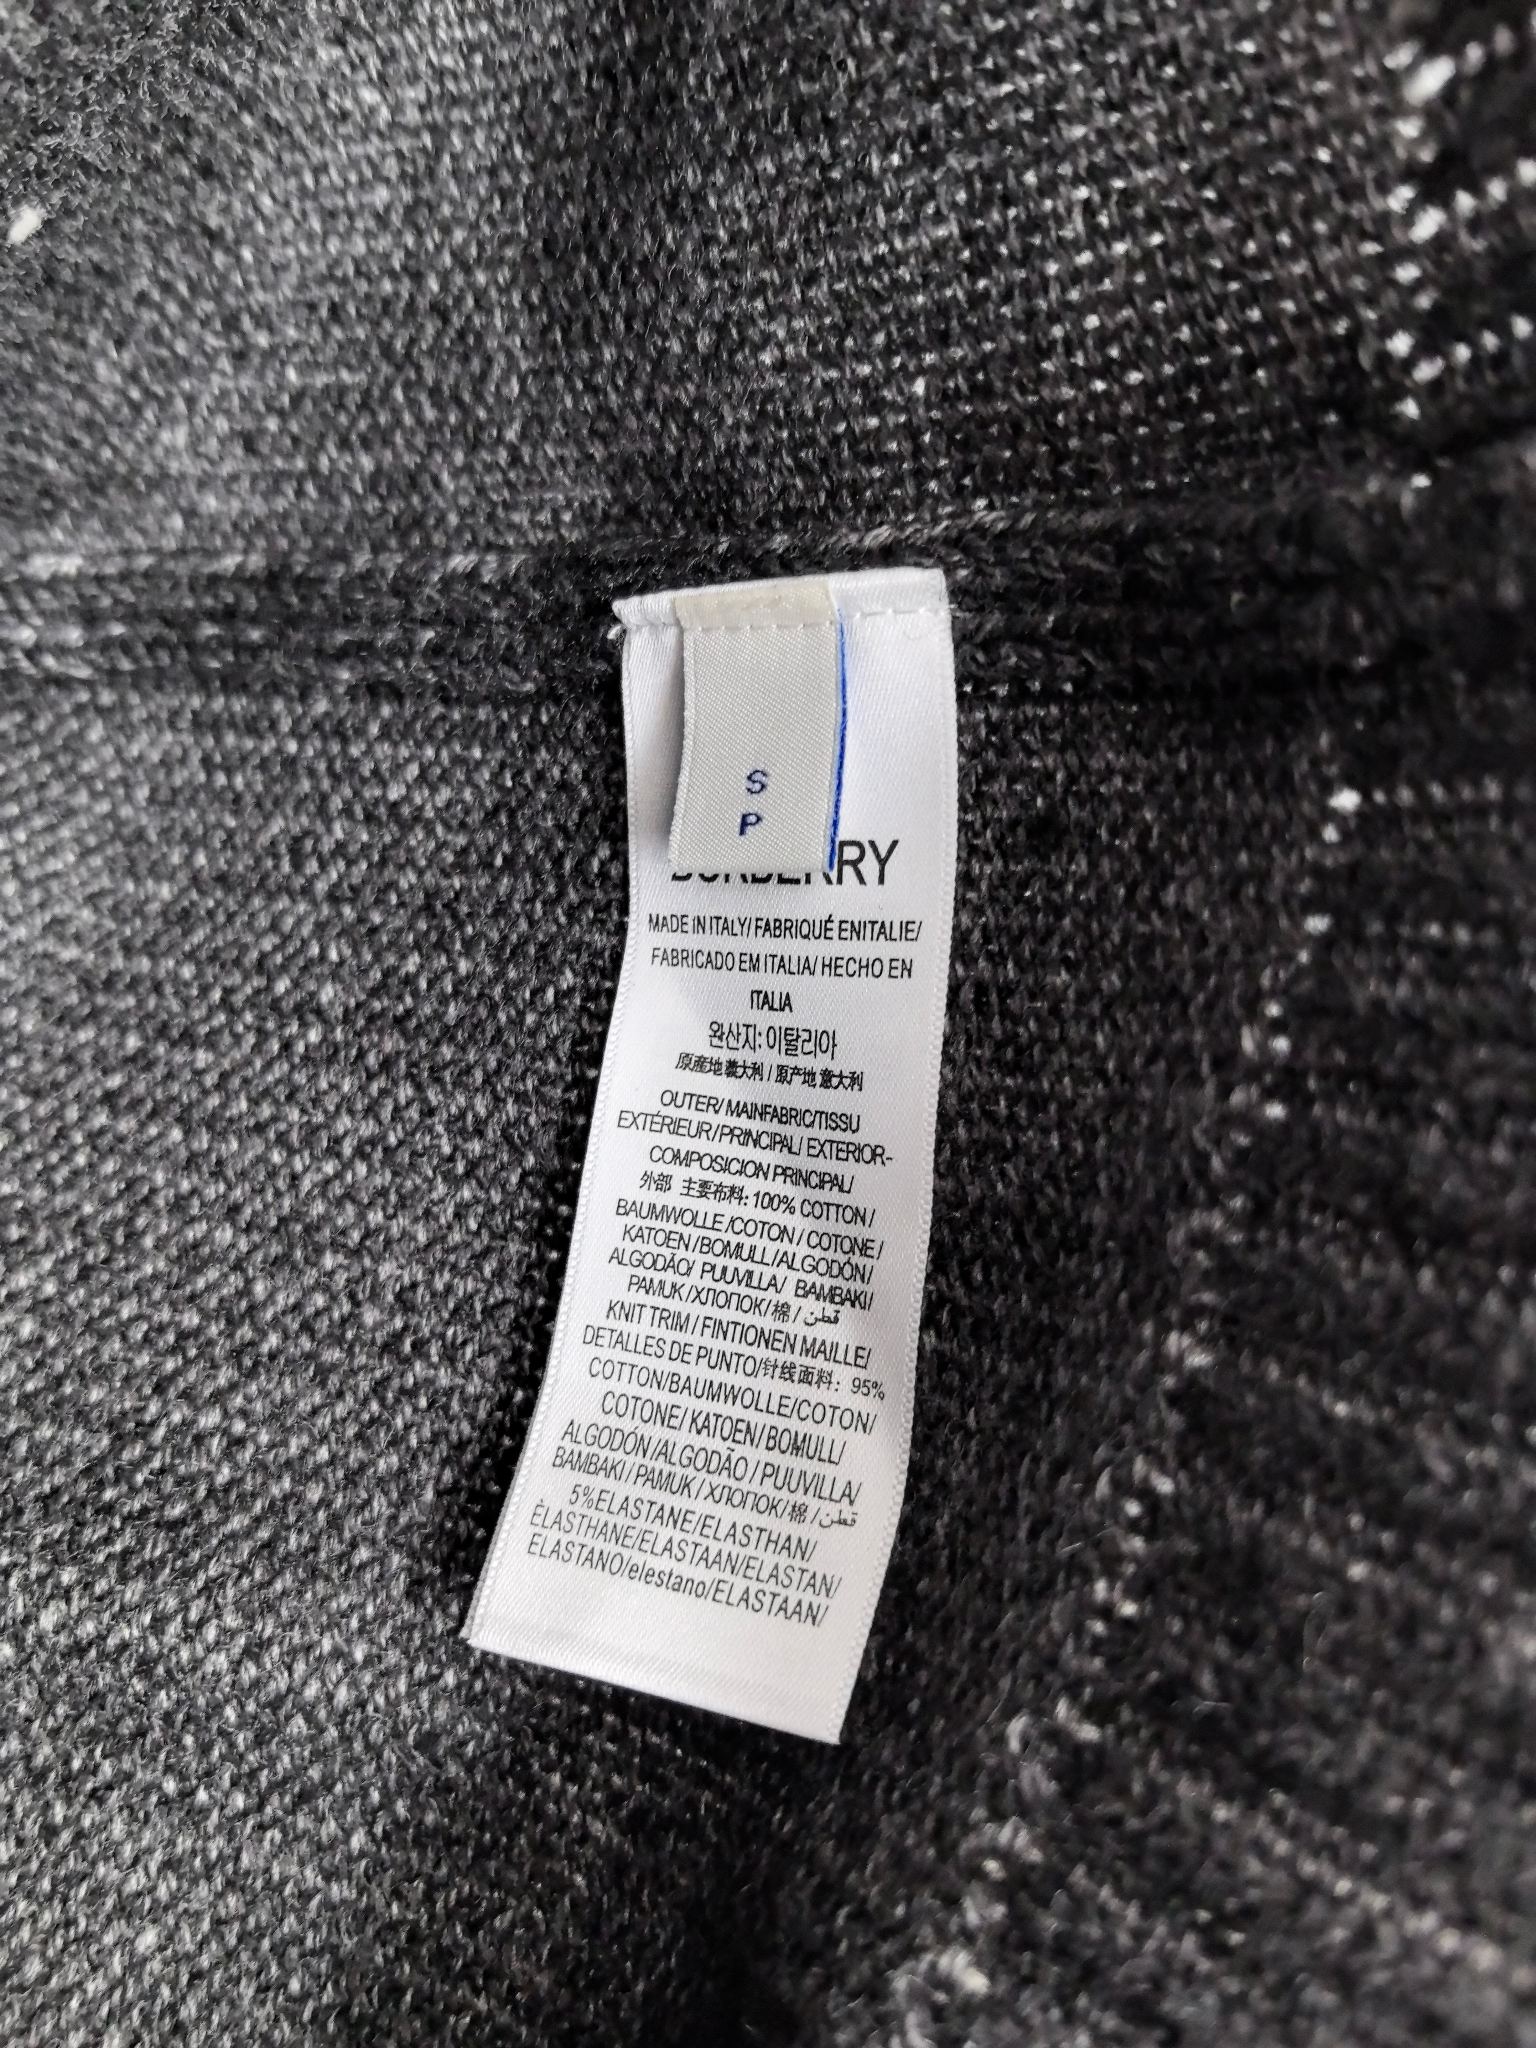 S
P
BURBERRY
MADE IN ITALY/ FABRIQUÉ ENITALIE/
FABRICADO EM ITALIA/ HECHO EN
ITALIA
완산지: 이탈리아
原産地 義大利 / 原产地 意大利
OUTER/ MAINFABRIC/TISSU
EXTÉRIEUR/PRINCIPAL/ EXTERIOR-
COMPOSICION PRINCIPAL/
外部 主要布料: 100% COTTON /
BAUMWOLLE /COTON / COTONE /
KATOEN / BOMULL / ALGODÓN /
ALGODÃO/ PUUVILLA/ BAMBAKI/
PAMUK / ХЛОПОК / 棉 / قطن
KNIT TRIM / FINTIONEN MAILLE/
DETALLES DE PUNTO/针线面料: 95%
COTTON/BAUMWOLLE/COTON/
COTONE/ KATOEN / BOMULL/
ALGODÓN /ALGODÃO / PUUVILLA/
BAMBAKI / PAMUK / ХЛОПОК/ 棉 / قطن
5%ELASTANE/ELASTHAN/
ÈLASTHANE/ELASTAAN/ELASTAN/
ELASTANO/elestano/ELASTAAN/